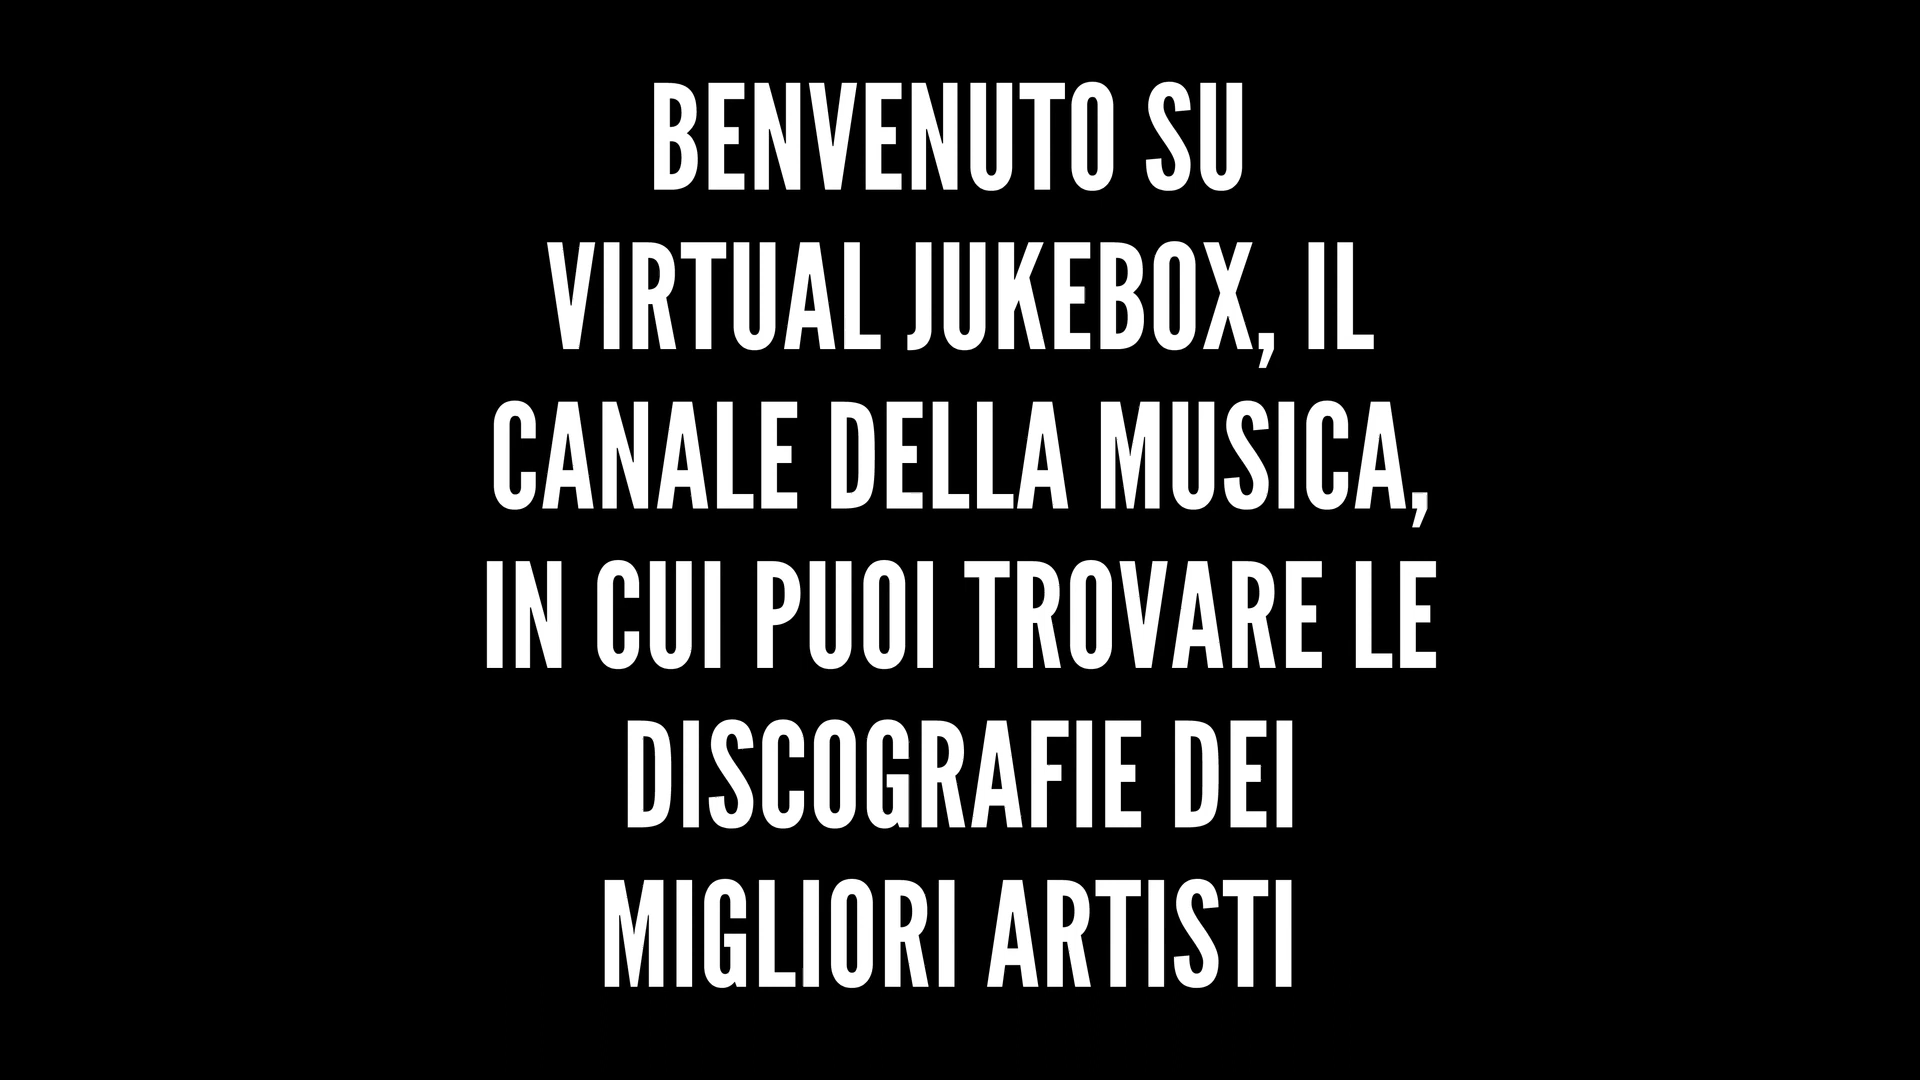 BENVENUTO SU
VIRTUAL JUKEBOX, IL
CANALE DELLA MUSICA,
IN CUI PUOI TROVARE LE
DISCOGRAFIE DEI
MIGLIORI ARTISTI